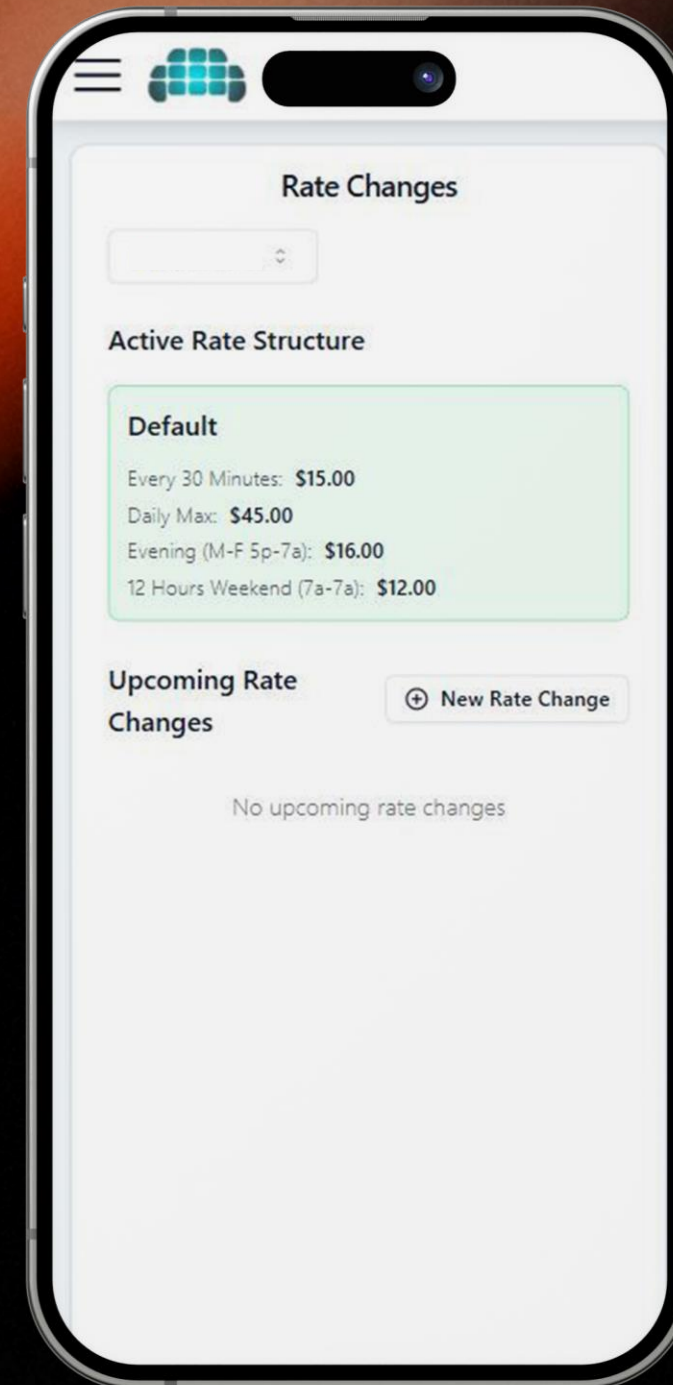 Rate Changes
Active Rate Structure
Default
Every 30 Minutes: $15.00
Daily Max: $45.00
Evening (M-F 5p-7a): $16.00
12 Hours Weekend (7a-7a): $12.00
Upcoming Rate
Changes
New Rate Change
No upcoming rate changes